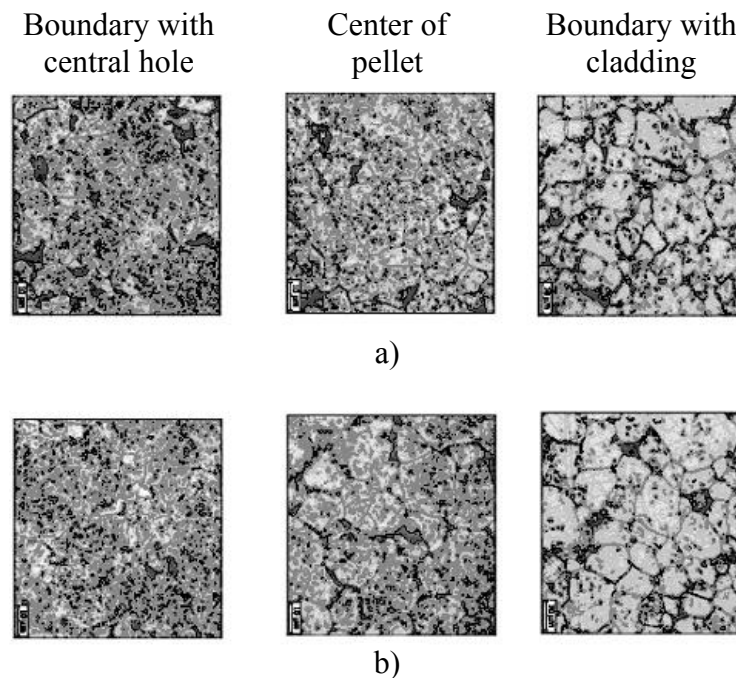 Boundary with
central hole
Center of
pellet
Boundary with
cladding
a)
b)